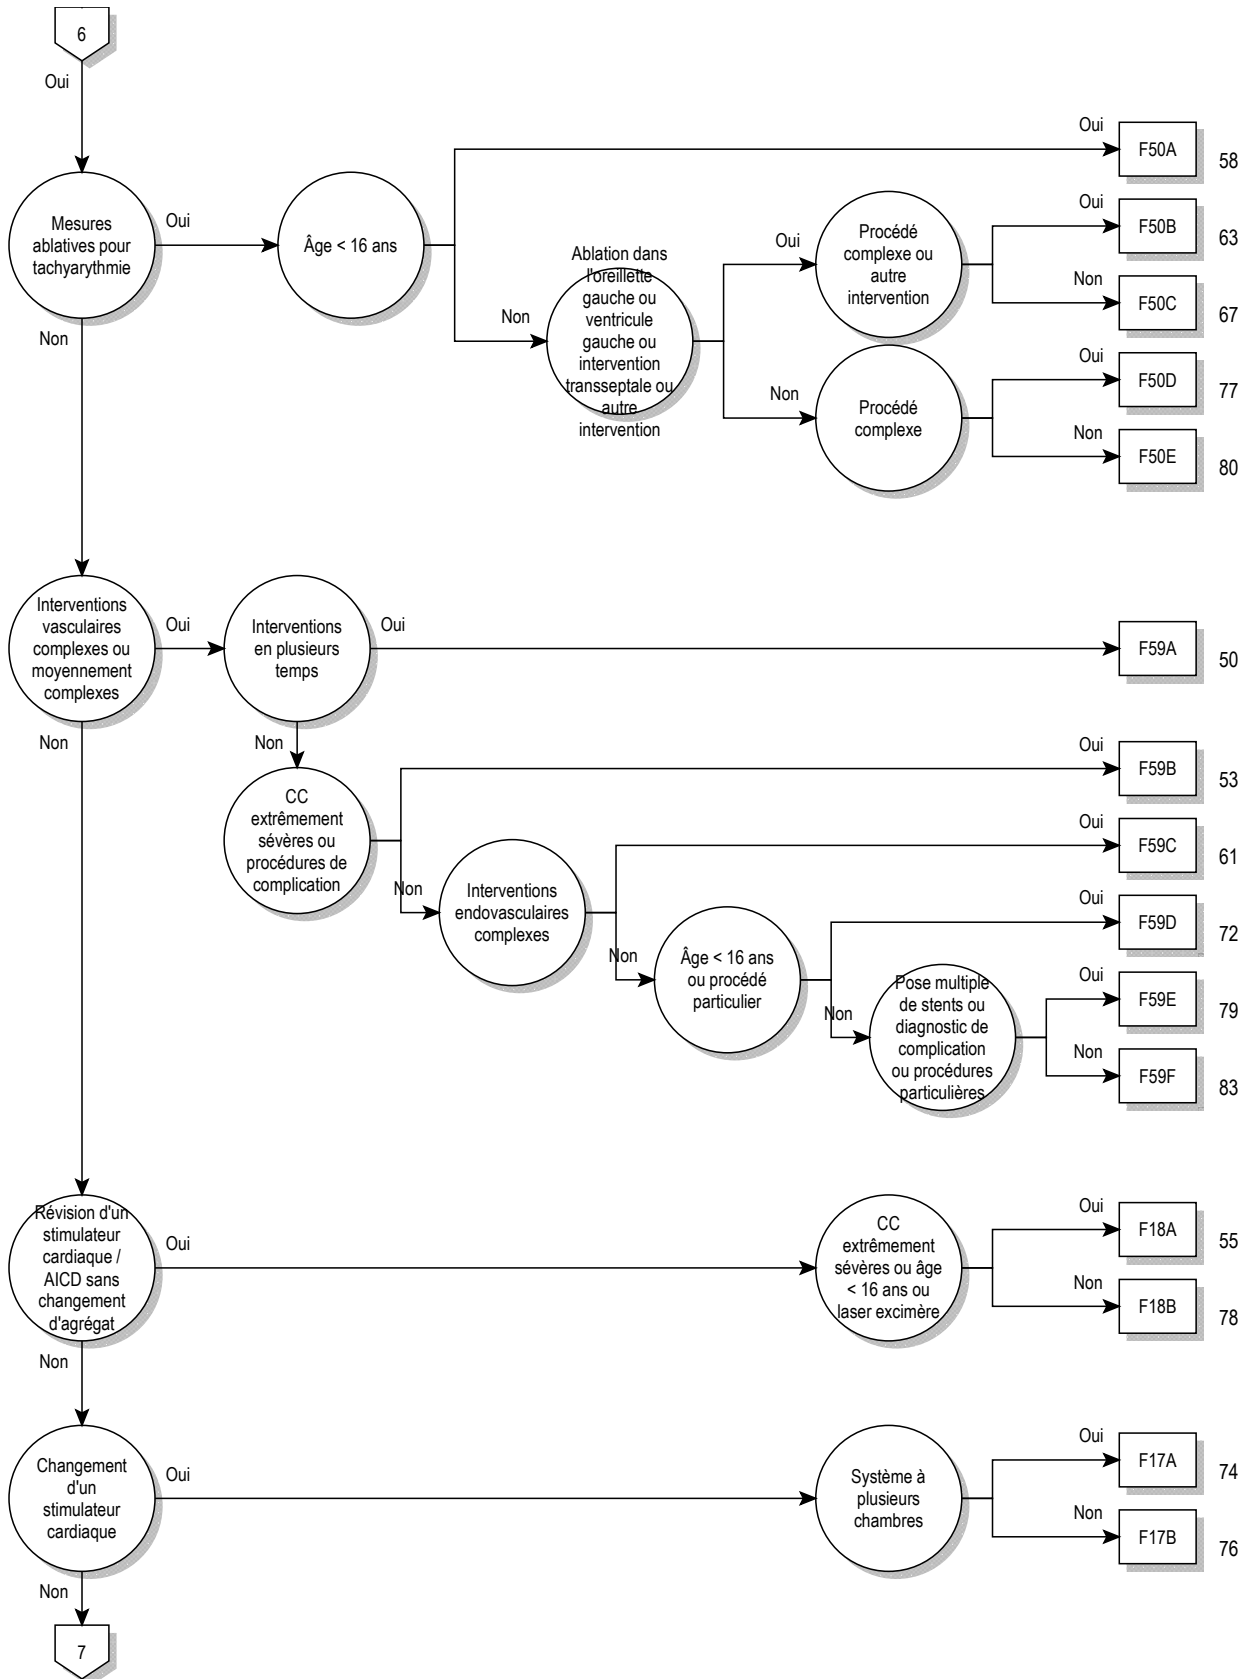 6
Oui
Mesures
ablatives pour
tachyarythmie
Oui
Âge < 16 ans
Oui
F50A
58
Non
Ablation dans
l'oreillette
gauche ou
ventricule
gauche ou
intervention
transseptale ou
autre
intervention
Oui
Procédé
complexe ou
autre
intervention
Oui
F50B
63
Non
F50C
67
Non
Procédé
complexe
Oui
F50D
77
Non
F50E
80
Non
Interventions
vasculaires
complexes ou
moyennement
complexes
Oui
Interventions
en plusieurs
temps
Oui
F59A
50
Non
CC
extrêmement
sévères ou
procédures de
complication
Oui
F59B
53
Non
Interventions
endovasculaires
complexes
Oui
F59C
61
Non
Âge < 16 ans
ou procédé
particulier
Oui
F59D
72
Non
Pose multiple
de stents ou
diagnostic de
complication
ou procédures
particulières
Oui
F59E
79
Non
F59F
83
Non
Révision d'un
stimulateur
cardiaque /
AICD sans
changement
d'agrégat
Oui
CC
extrêmement
sévères ou âge
< 16 ans ou
laser excimère
Oui
F18A
55
Non
F18B
78
Non
Changement
d'un
stimulateur
cardiaque
Oui
Système à
plusieurs
chambres
Oui
F17A
74
Non
F17B
76
Non
7